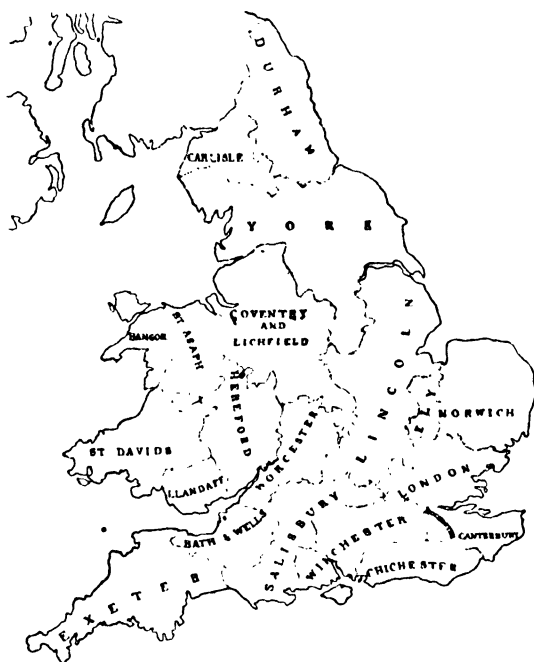 DURHAM
CARLISLE
YORK
COVENTRY
AND
LICHFIELD
BANGOR
ST ASAPH
HEREFORD
LINCOLN
ELY
NORWICH
ST DAVIDS
LLANDAFF
WORCESTER
LONDON
BATH & WELLS
SALISBURY
WINCHESTER
CANTERBURY
CHICHESTER
EXETER